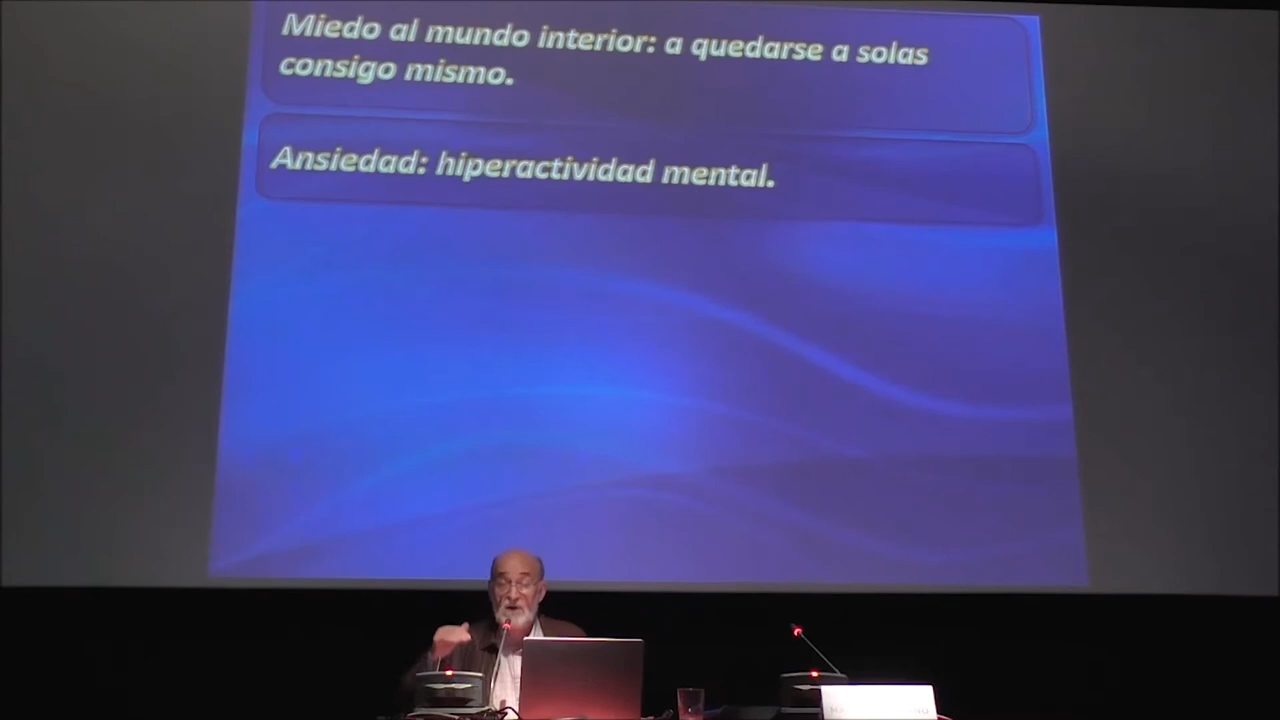 Miedo al mundo interior: a quedarse a solas
consigo mismo.
Ansiedad: hiperactividad mental.